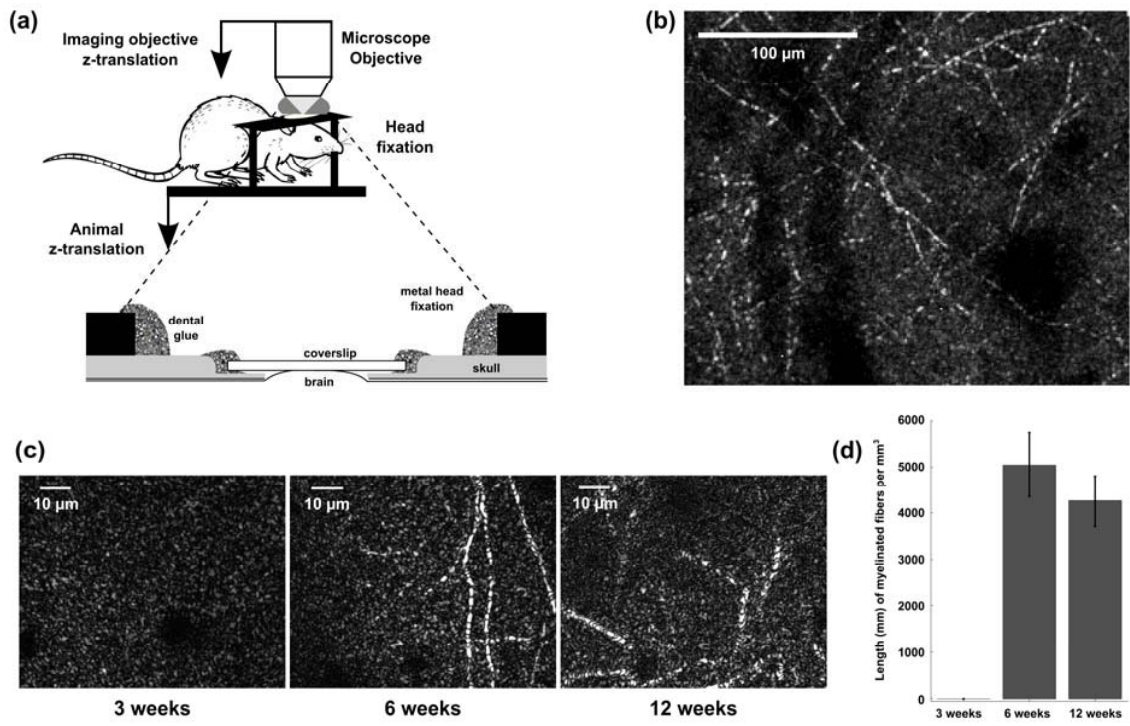 (a)
Imaging objective
z-translation
Microscope
Objective
Head
fixation
Animal
z-translation
metal head
fixation
dental
glue
coverslip
skull
brain
(b)
100 µm
(c)
10 µm
10 µm
10 µm
3 weeks
6 weeks
12 weeks
(d)
Length (mm) of myelinated fibers per mm³
6000
5000
4000
3000
2000
1000
0
3 weeks
6 weeks
12 weeks